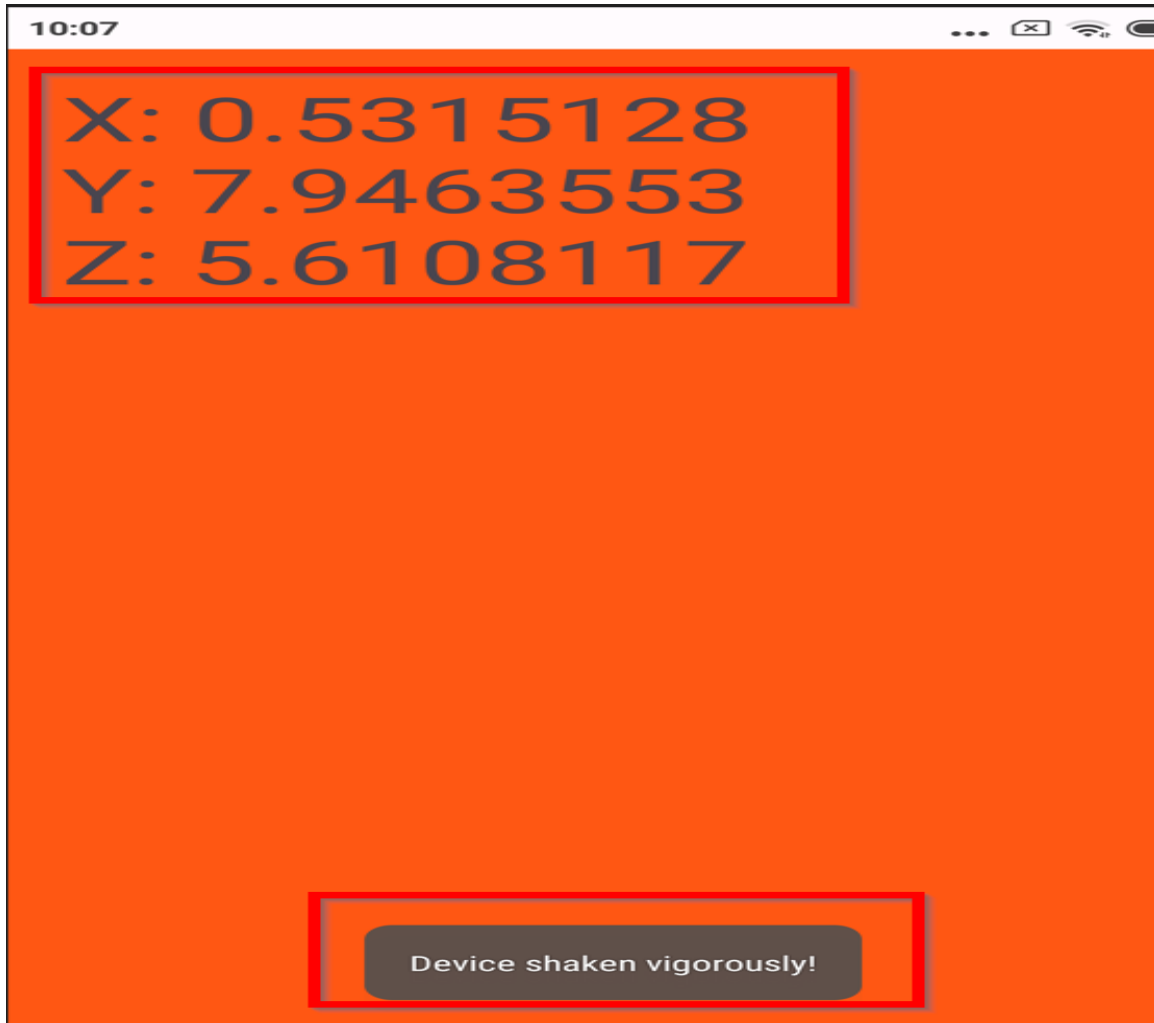 10:07
X: 0.5315128
Y: 7.9463553
Z: 5.6108117
Device shaken vigorously!